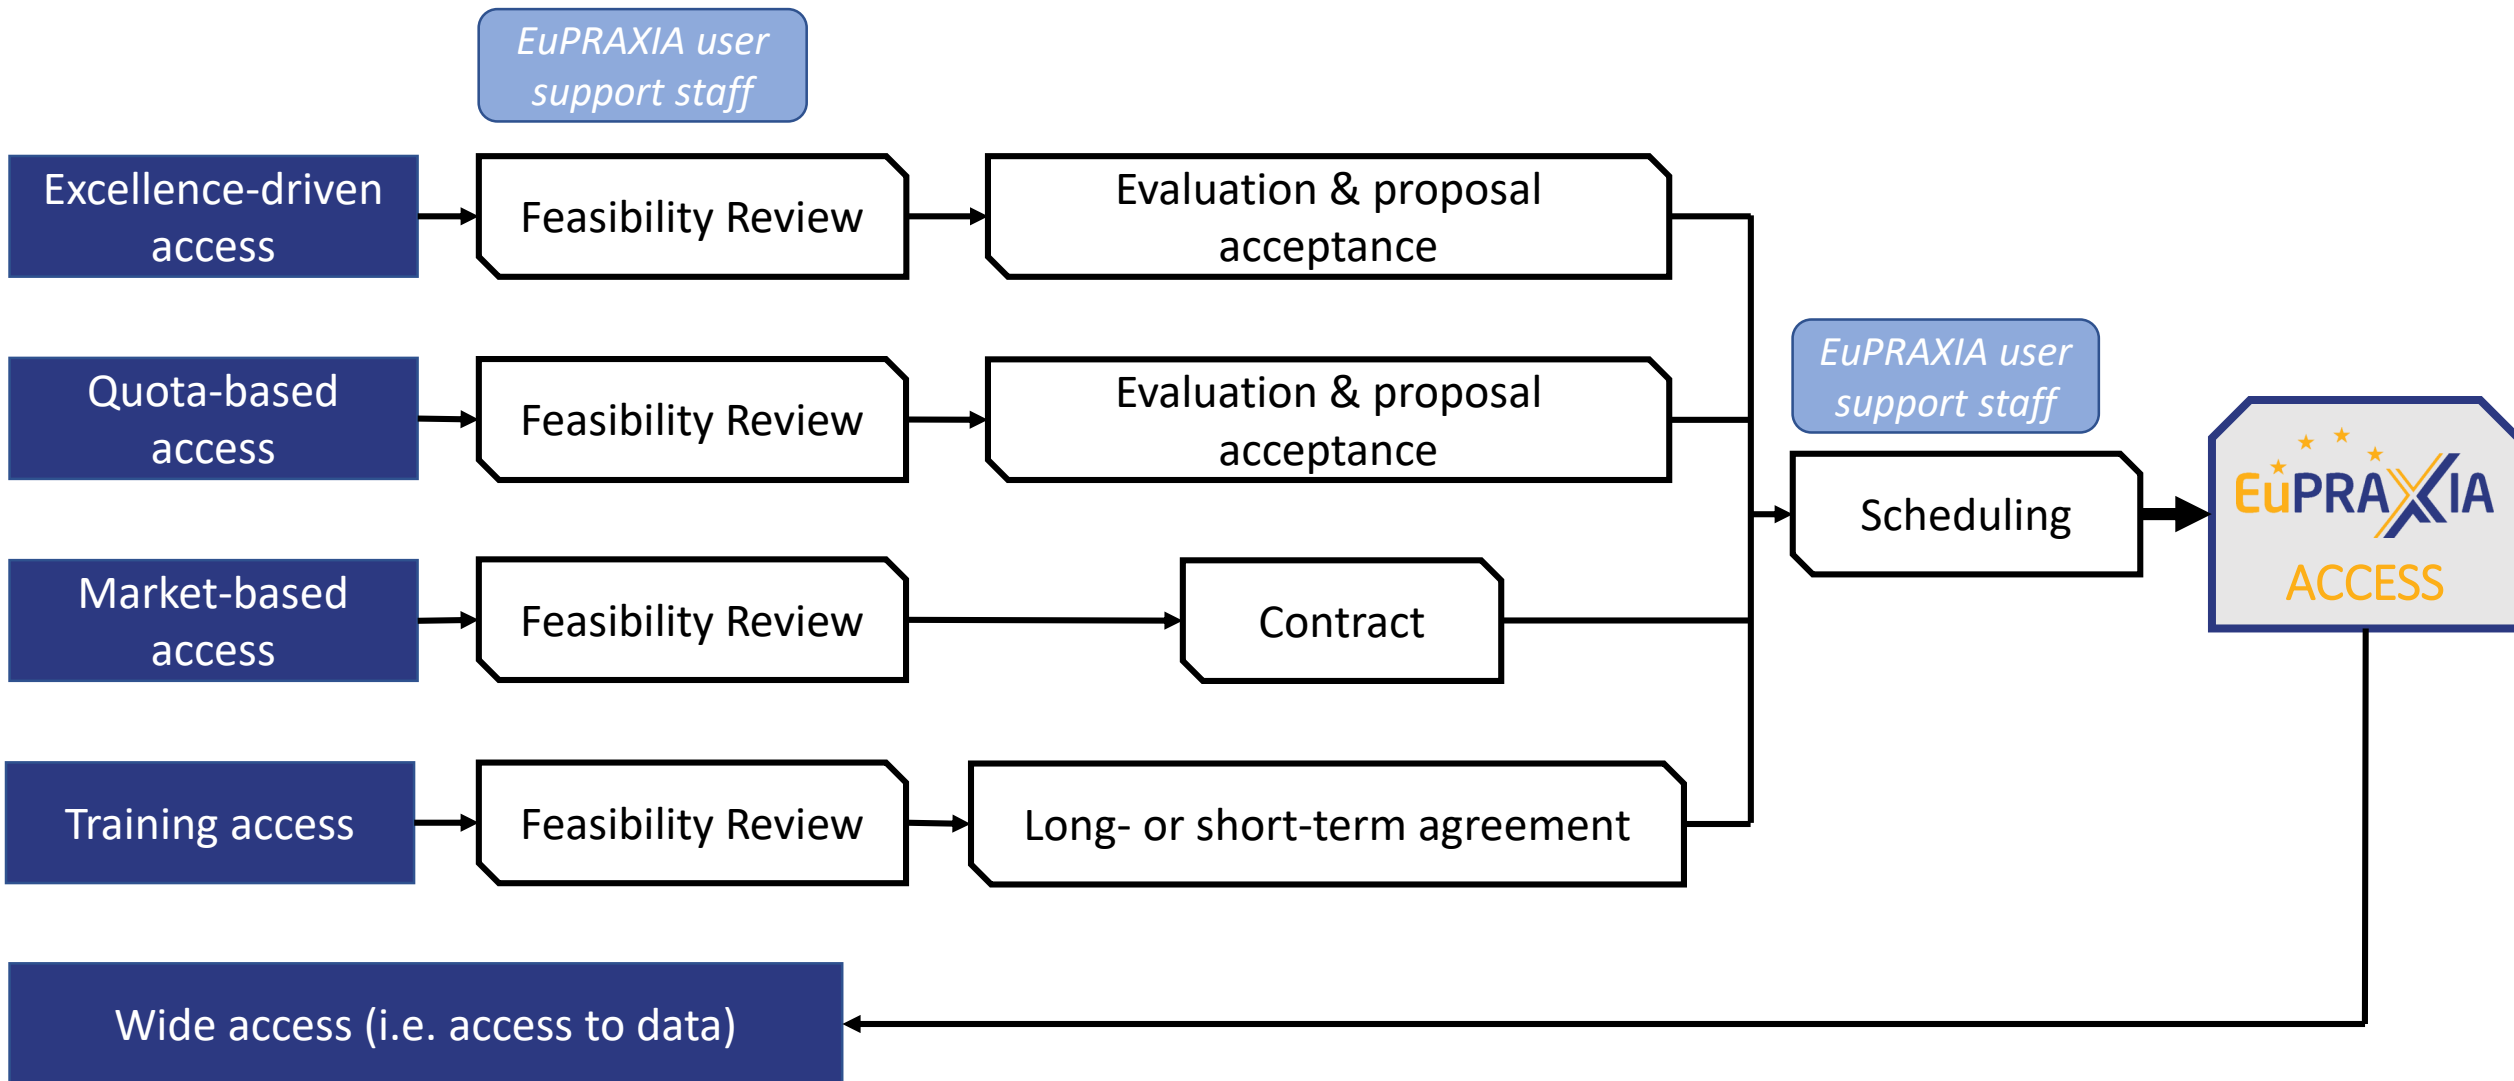 EuPRAXIA user
support staff
Excellence-driven
access
Feasibility Review
Evaluation & proposal
acceptance
Quota-based
access
Feasibility Review
Evaluation & proposal
acceptance
EuPRAXIA user
support staff
Market-based
access
Feasibility Review
Contract
Scheduling
EuPRAXIA
ACCESS
Training access
Feasibility Review
Long- or short-term agreement
Wide access (i.e. access to data)